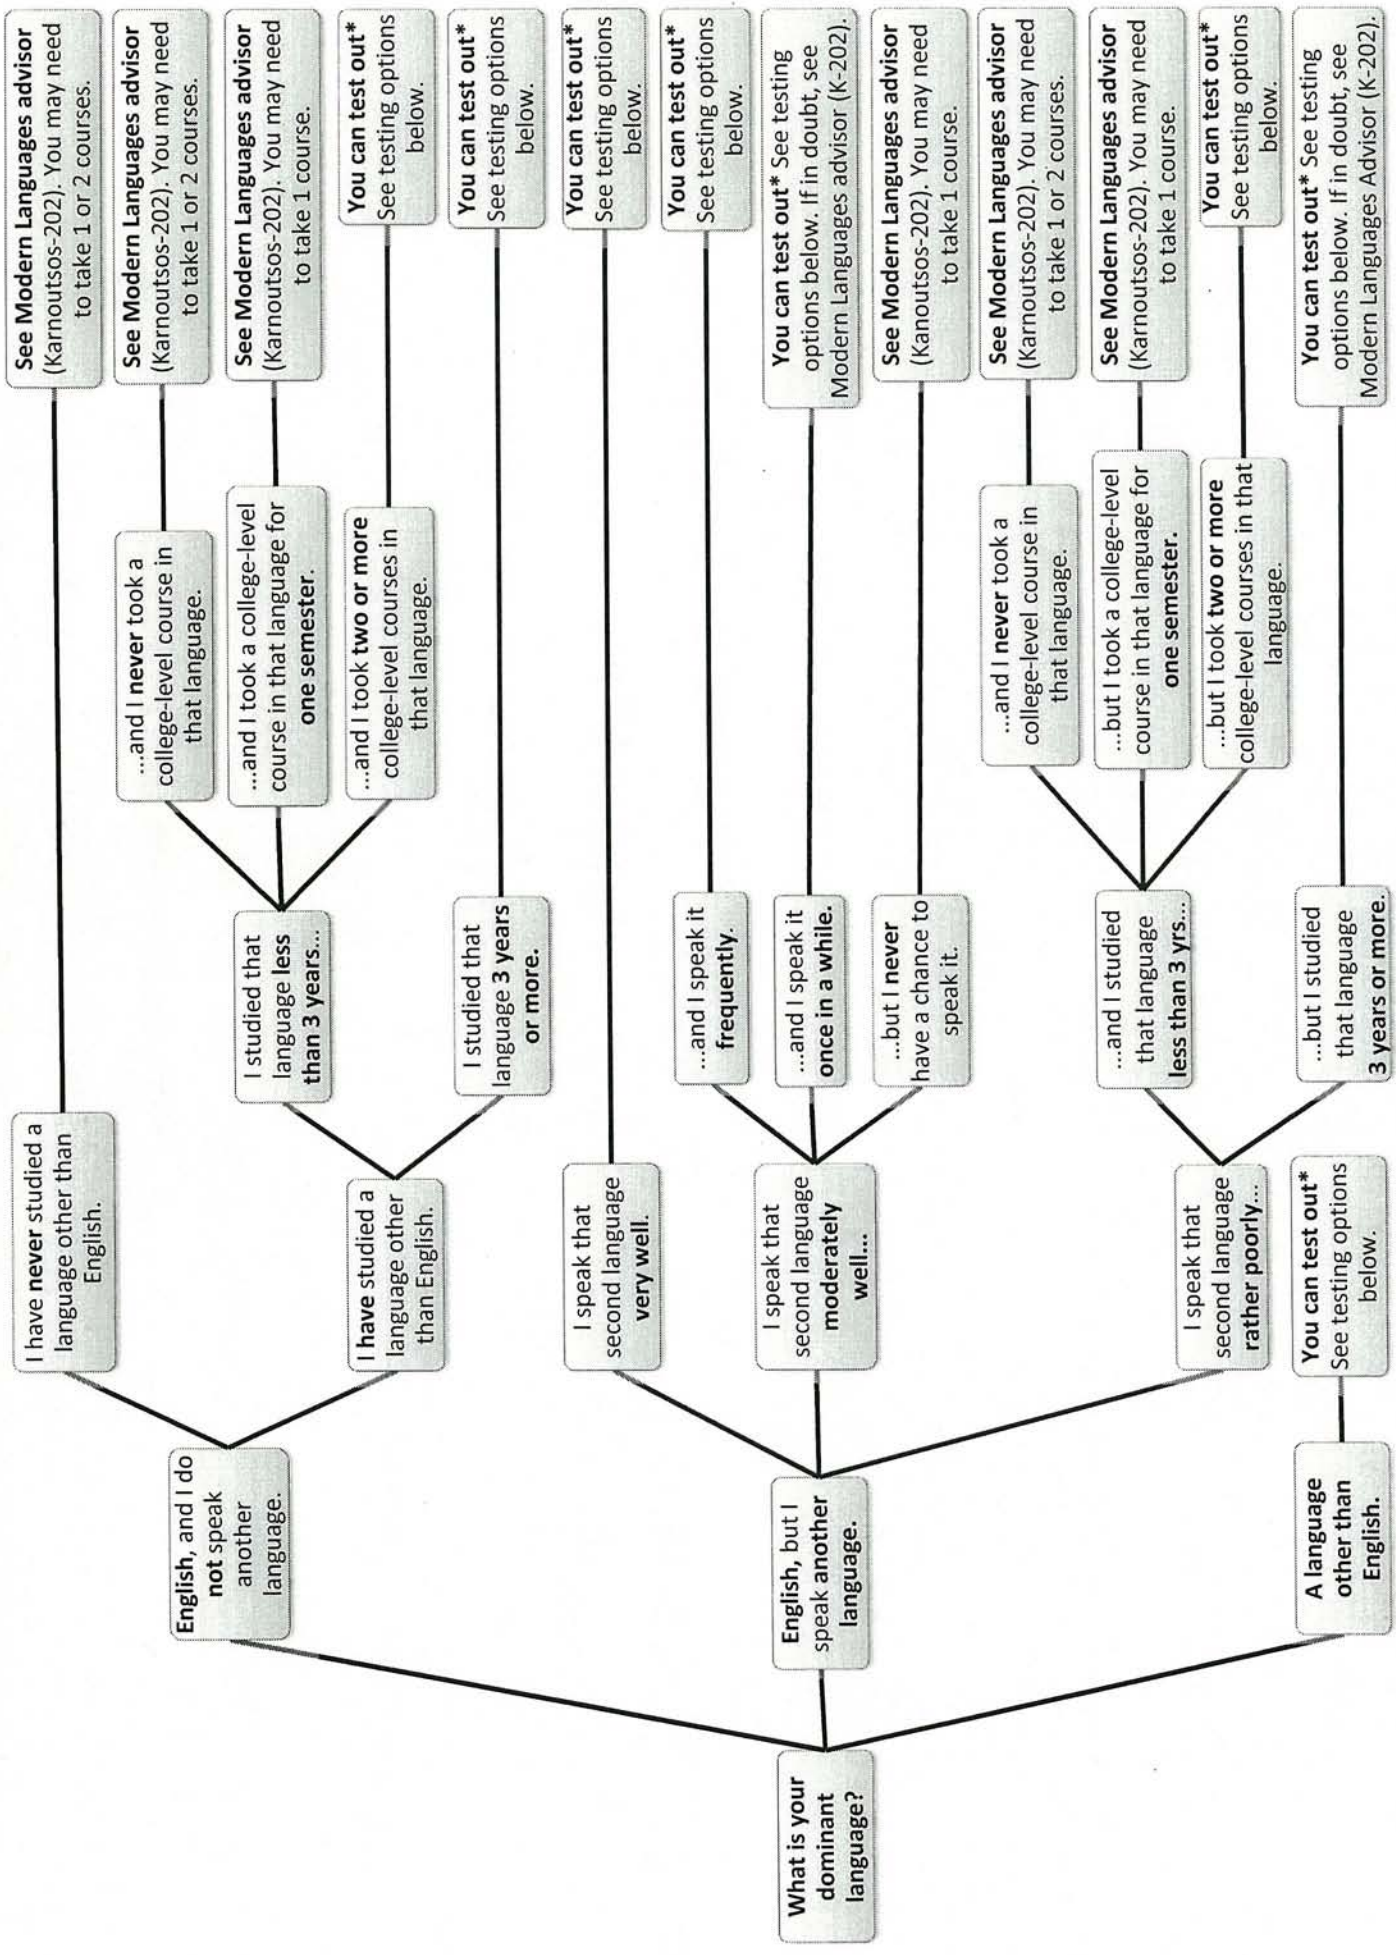 What is your
dominant
language?
English, and I do
not speak
another
language.
I have never studied a
language other than
English.
See Modern Languages advisor
(Karnoutsos-202). You may need
to take 1 or 2 courses.
I have studied a
language other
than English.
I studied that
language less
than 3 years...
...and I never took a
college-level course in
that language.
See Modern Languages advisor
(Karnoutsos-202). You may need
to take 1 or 2 courses.
...and I took a college-level
course in that language for
one semester.
See Modern Languages advisor
(Karnoutsos-202). You may need
to take 1 course.
...and I took two or more
college-level courses in
that language.
You can test out*
See testing options
below.
I studied that
language 3 years
or more.
You can test out*
See testing options
below.
English, but I
speak another
language.
I speak that
second language
very well.
You can test out*
See testing options
below.
I speak that
second language
moderately
well...
...and I speak it
frequently.
You can test out*
See testing options
below.
...and I speak it
once in a while.
You can test out* See testing
options below. If in doubt, see
Modern Languages advisor (K-202).
...but I never
have a chance to
speak it.
See Modern Languages advisor
(Kanoutsos-202). You may need
to take 1 course.
I speak that
second language
rather poorly...
...and I studied
that language
less than 3 yrs...
...and I never took a
college-level course in
that language.
See Modern Languages advisor
(Karnoutsos-202). You may need
to take 1 or 2 courses.
...but I took a college-level
course in that language for
one semester.
See Modern Languages advisor
(Karnoutsos-202). You may need
to take 1 course.
...but I took two or more
college-level courses in that
language.
You can test out*
See testing options
below.
...but I studied
that language
3 years or more.
You can test out* See testing
options below. If in doubt, see
Modern Languages Advisor (K-202).
A language
other than
English.
You can test out*
See testing options
below.